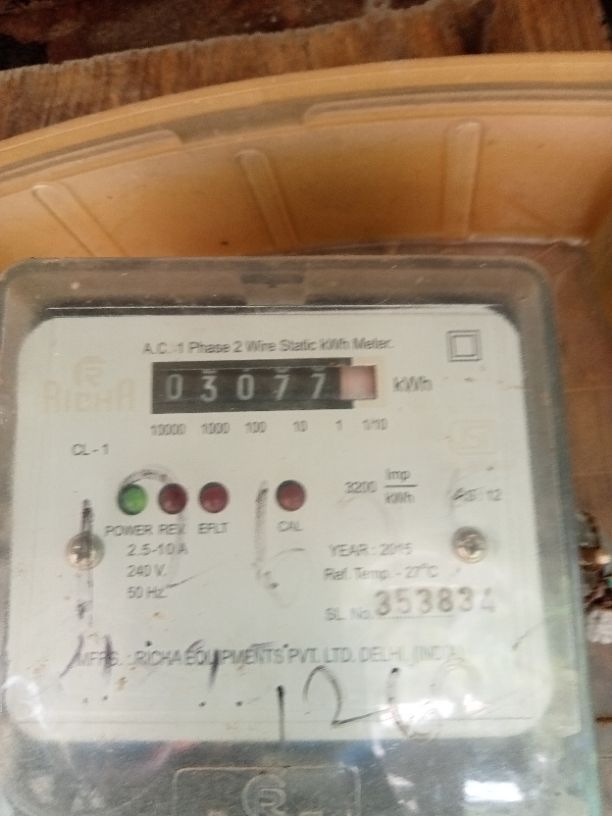 A.C.-1 Phase 2 Wire Static kWh Meter.
RICHA
03077 kWh
10000 1000 100 10 1 1/10
CL-1
3200 Imp/kWh
POWER REV. EFLT CAL
2.5-10 A
240 V.
50 Hz.
YEAR : 2015
Ref. Temp. - 27°C
SL. No. 353834
MFRS. : RICHA EQUIPMENTS PVT. LTD. DELHI. (INDIA)